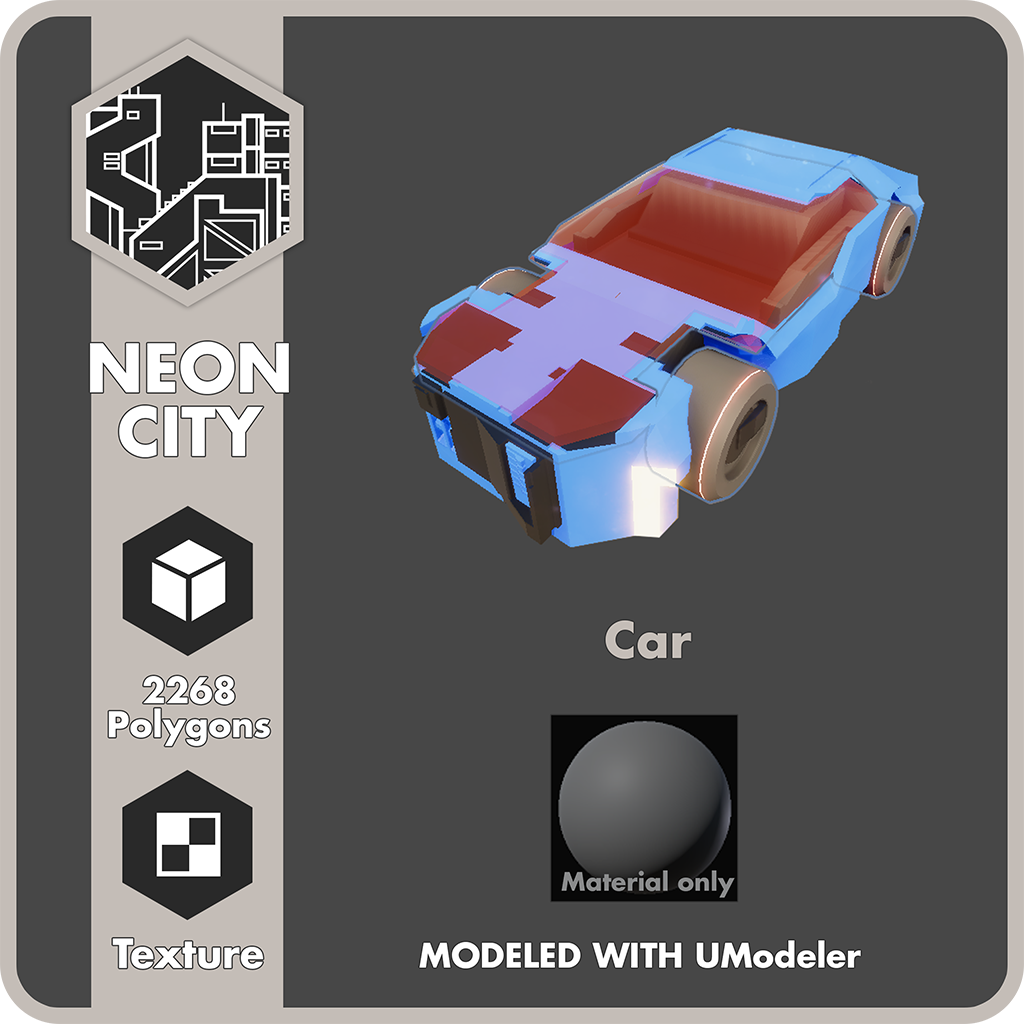 NEON
CITY
2268
Polygons
Texture
Car
Material only
MODELED WITH UModeler